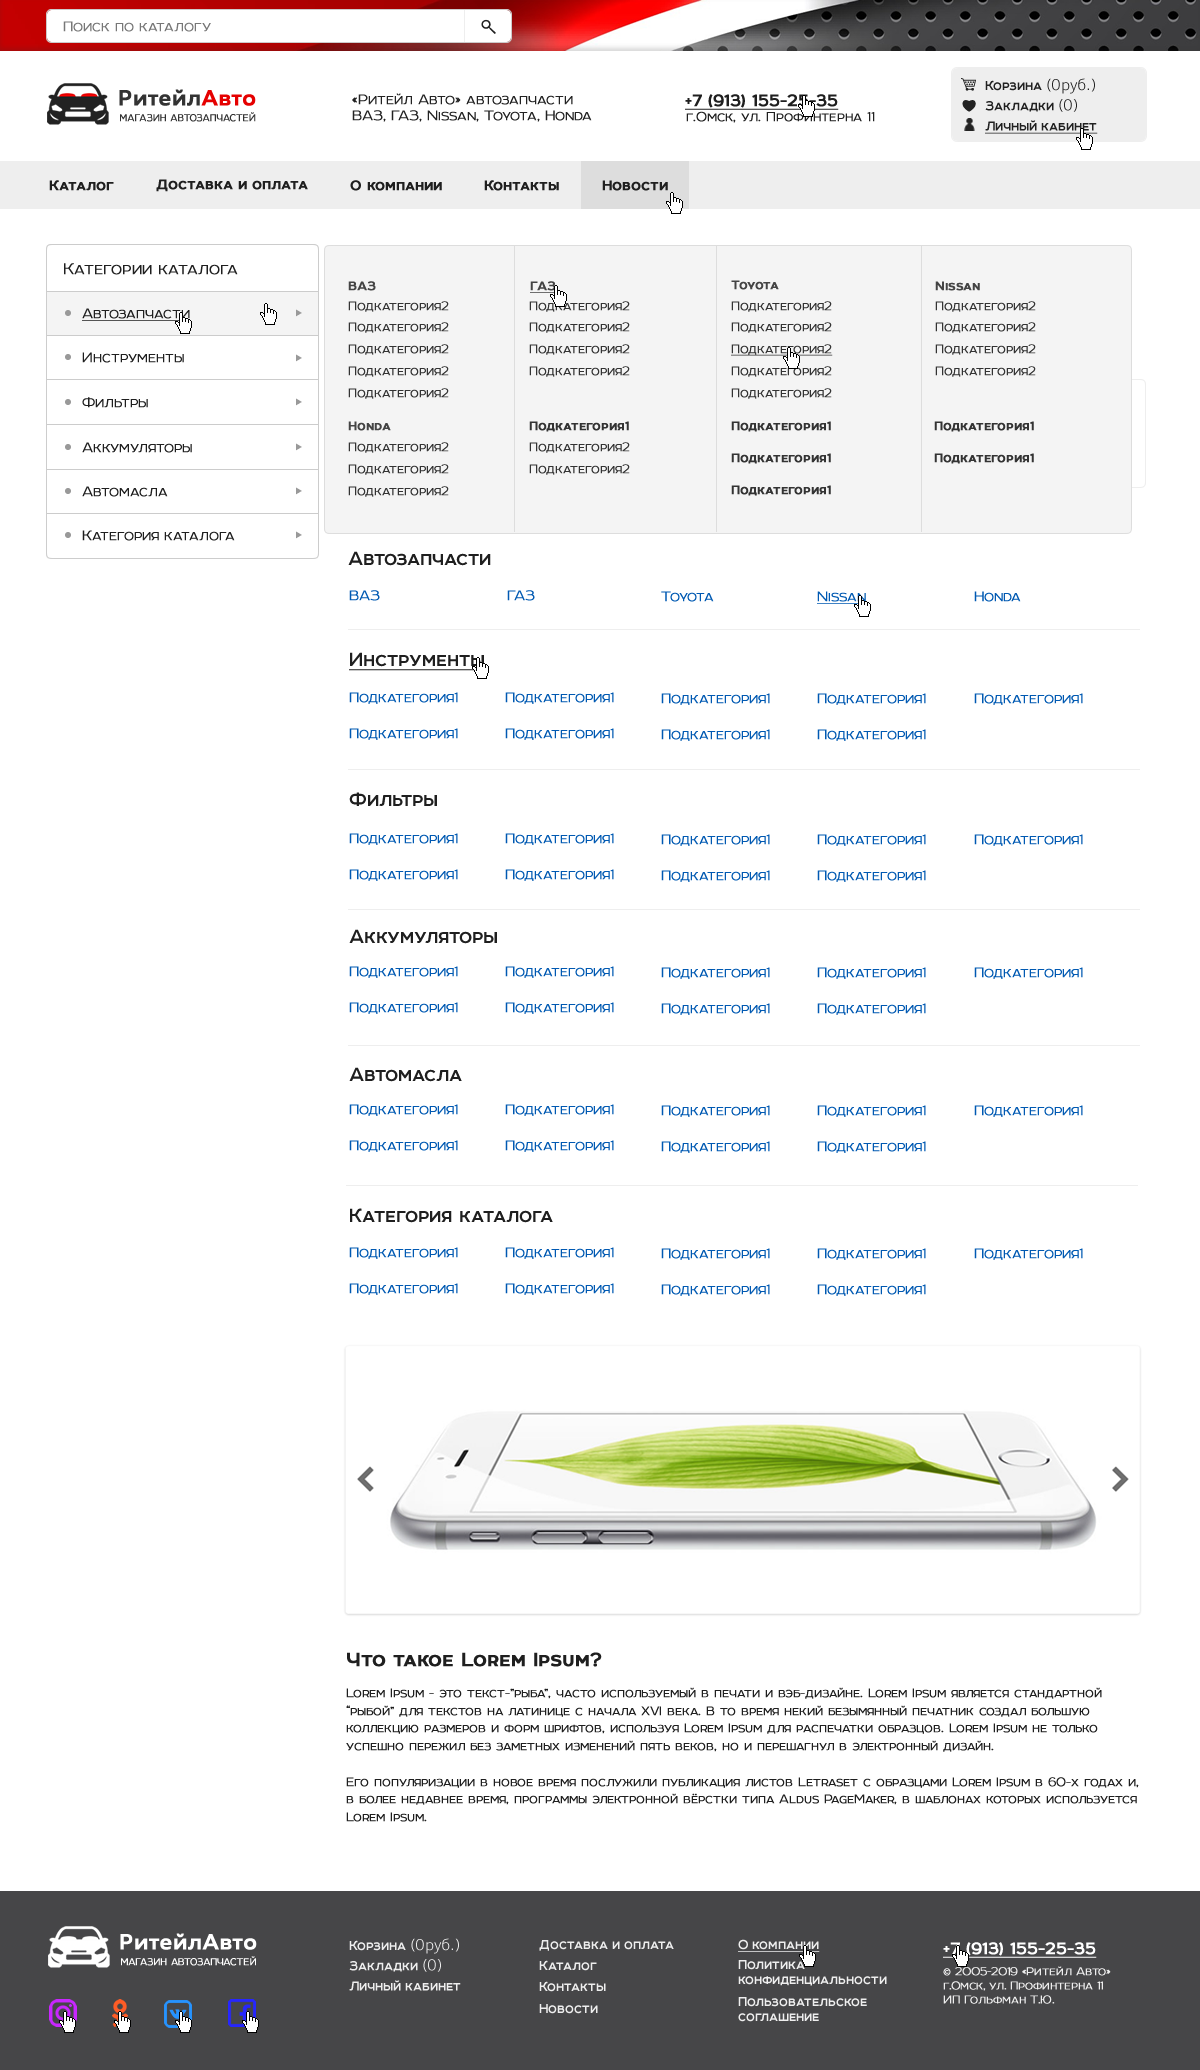 Поиск по каталогу
РитейлАвто
магазин автозапчастей
«Ритейл Авто» автозапчасти
ВАЗ, ГАЗ, Nissan, Toyota, Honda
+7 (913) 155-25-35
г.Омск, ул. Профинтерна 11
Корзина (0руб.)
Закладки (0)
Личный кабинет
Каталог Доставка и оплата О компании Контакты Новости
Категории каталога
Автозапчасти
Инструменты
Фильтры
Аккумуляторы
Автомасла
Категория каталога
ВАЗ
Подкатегория2
Подкатегория2
Подкатегория2
Подкатегория2
Подкатегория2
Honda
Подкатегория2
Подкатегория2
Подкатегория2
ГАЗ
Подкатегория2
Подкатегория2
Подкатегория2
Подкатегория2
Подкатегория1
Подкатегория2
Подкатегория2
Toyota
Подкатегория2
Подкатегория2
Подкатегория2
Подкатегория2
Подкатегория2
Подкатегория1
Подкатегория1
Подкатегория1
Nissan
Подкатегория2
Подкатегория2
Подкатегория2
Подкатегория2
Подкатегория1
Подкатегория1
Автозапчасти
ВАЗ ГАЗ Toyota Nissan Honda
Инструменты
Подкатегория1 Подкатегория1 Подкатегория1 Подкатегория1 Подкатегория1
Подкатегория1 Подкатегория1 Подкатегория1 Подкатегория1
Фильтры
Подкатегория1 Подкатегория1 Подкатегория1 Подкатегория1 Подкатегория1
Подкатегория1 Подкатегория1 Подкатегория1 Подкатегория1
Аккумуляторы
Подкатегория1 Подкатегория1 Подкатегория1 Подкатегория1 Подкатегория1
Подкатегория1 Подкатегория1 Подкатегория1 Подкатегория1
Автомасла
Подкатегория1 Подкатегория1 Подкатегория1 Подкатегория1 Подкатегория1
Подкатегория1 Подкатегория1 Подкатегория1 Подкатегория1
Категория каталога
Подкатегория1 Подкатегория1 Подкатегория1 Подкатегория1 Подкатегория1
Подкатегория1 Подкатегория1 Подкатегория1 Подкатегория1
Что такое Lorem Ipsum?
Lorem Ipsum - это текст-"рыба", часто используемый в печати и вэб-дизайне. Lorem Ipsum является стандартной
"рыбой" для текстов на латинице с начала XVI века. В то время некий безымянный печатник создал большую
коллекцию размеров и форм шрифтов, используя Lorem Ipsum для распечатки образцов. Lorem Ipsum не только
успешно пережил без заметных изменений пять веков, но и перешагнул в электронный дизайн.
Его популяризации в новое время послужили публикация листов Letraset с образцами Lorem Ipsum в 60-х годах и,
в более недавнее время, программы электронной вёрстки типа Aldus PageMaker, в шаблонах которых используется
Lorem Ipsum.
РитейлАвто
магазин автозапчастей
Корзина (0руб.)
Закладки (0)
Личный кабинет
Доставка и оплата
Каталог
Контакты
Новости
О компании
Политика
конфиденциальности
Пользовательское
соглашение
+7 (913) 155-25-35
© 2005-2019 «Ритейл Авто»
г.Омск, ул. Профинтерна 11
ИП Гольфман Т.Ю.